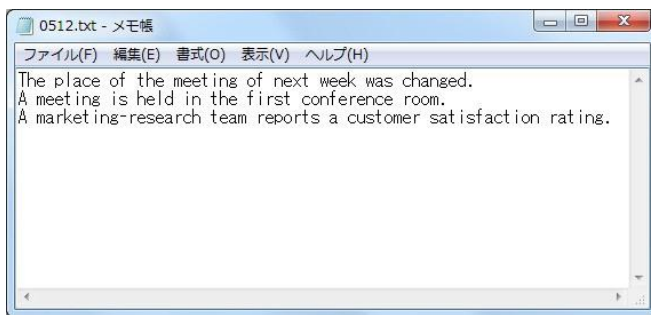 0512.txt - メモ帳
ファイル(F) 編集(E) 書式(O) 表示(V) ヘルプ(H)
The place of the meeting of next week was changed.
A meeting is held in the first conference room.
A marketing-research team reports a customer satisfaction rating.